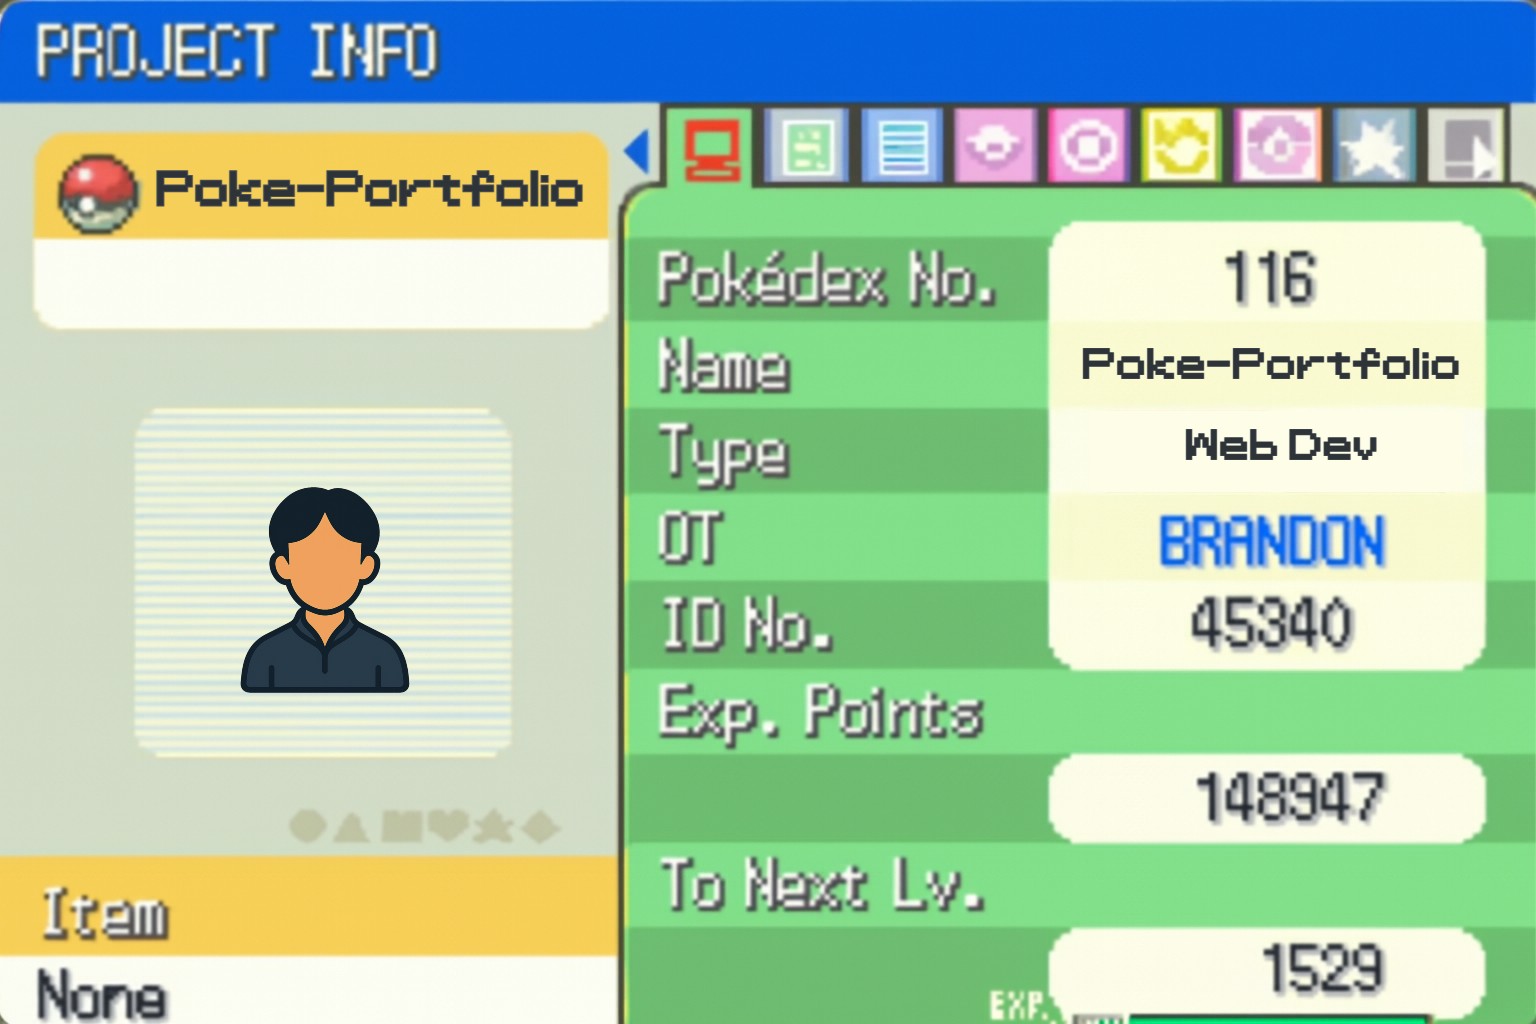 PROJECT INFO
Poke-Portfolio
Pokédex No. 116
Name Poke-Portfolio
Type Web Dev
OT BRANDON
ID No. 45340
Exp. Points
148947
To Next Lv.
1529
EXP.
Item
None